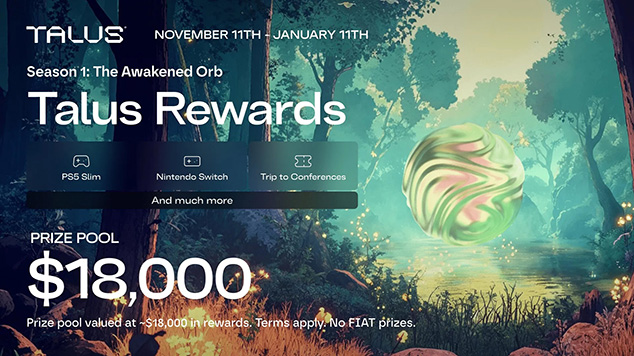 TALUS
NOVEMBER 11TH - JANUARY 11TH
Season 1: The Awakened Orb
Talus Rewards
PS5 Slim
Nintendo Switch
Trip to Conferences
And much more
PRIZE POOL
$18,000
Prize pool valued at ~$18,000 in rewards. Terms apply. No FIAT prizes.